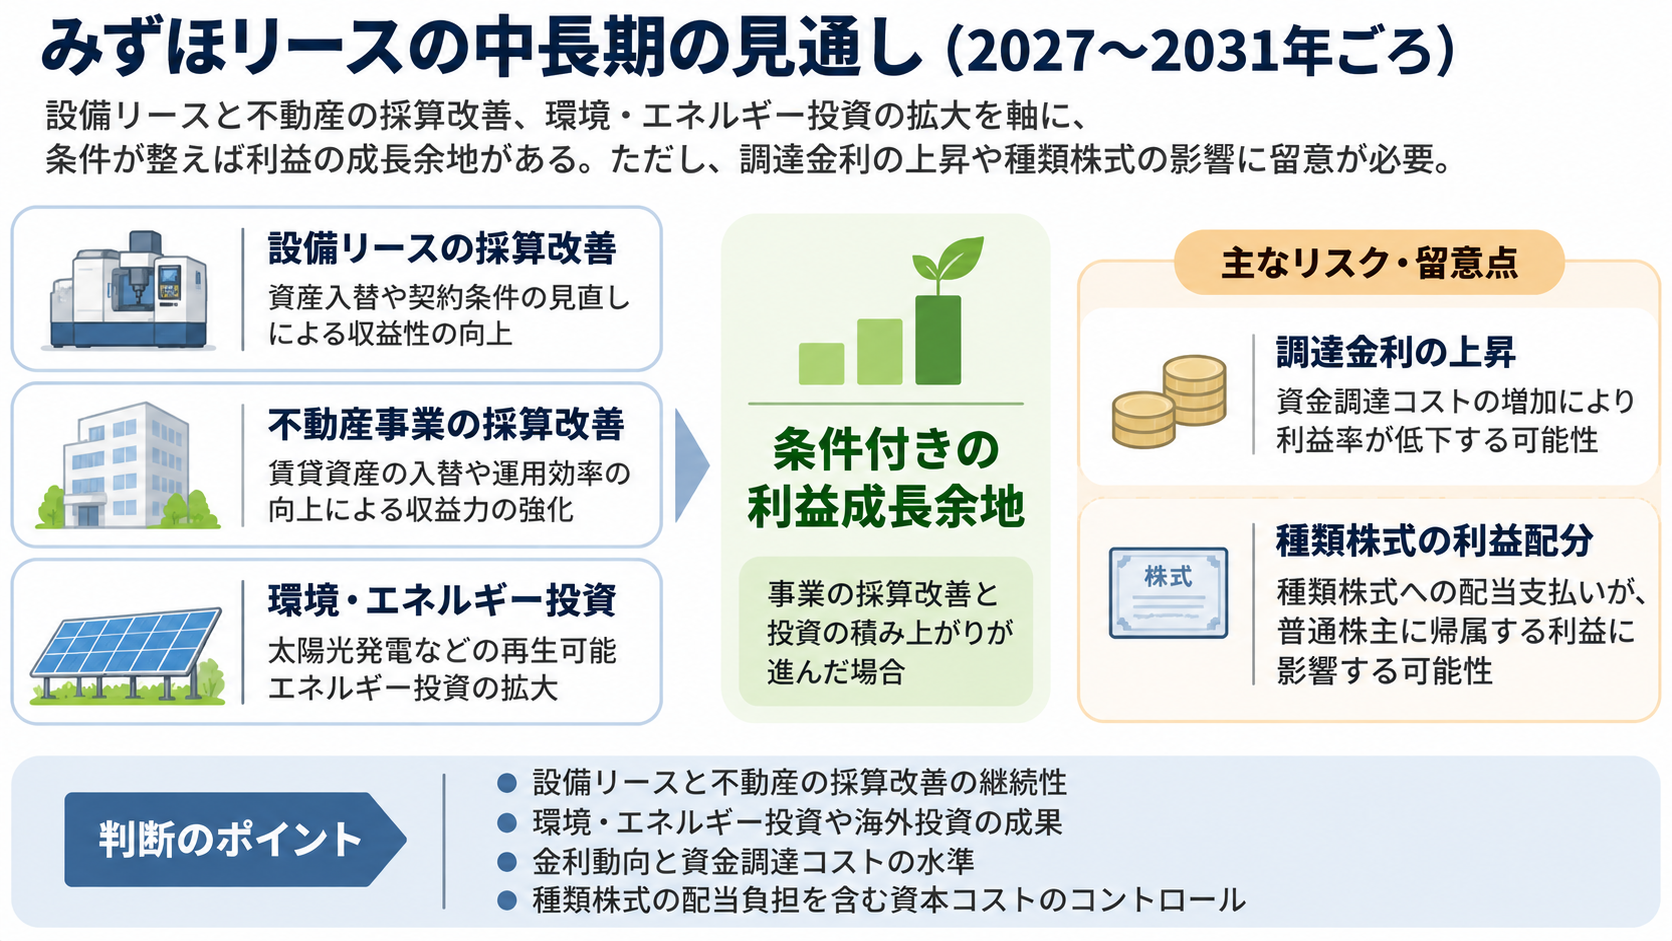 みずほリースの中長期の見通し（2027〜2031年ごろ）
設備リースと不動産の採算改善、環境・エネルギー投資の拡大を軸に、
条件が整えば利益の成長余地がある。ただし、調達金利の上昇や種類株式の影響に留意が必要。
設備リースの採算改善
資産入替や契約条件の見直し
による収益性の向上
不動産事業の採算改善
賃貸資産の入替や運用効率の
向上による収益力の強化
環境・エネルギー投資
太陽光発電などの再生可能
エネルギー投資の拡大
条件付きの
利益成長余地
事業の採算改善と
投資の積み上がりが
進んだ場合
主なリスク・留意点
調達金利の上昇
資金調達コストの増加により
利益率が低下する可能性
株式
種類株式の利益配分
種類株式への配当支払いが、
普通株主に帰属する利益に
影響する可能性
判断のポイント
● 設備リースと不動産の採算改善の継続性
● 環境・エネルギー投資や海外投資の成果
● 金利動向と資金調達コストの水準
● 種類株式の配当負担を含む資本コストのコントロール